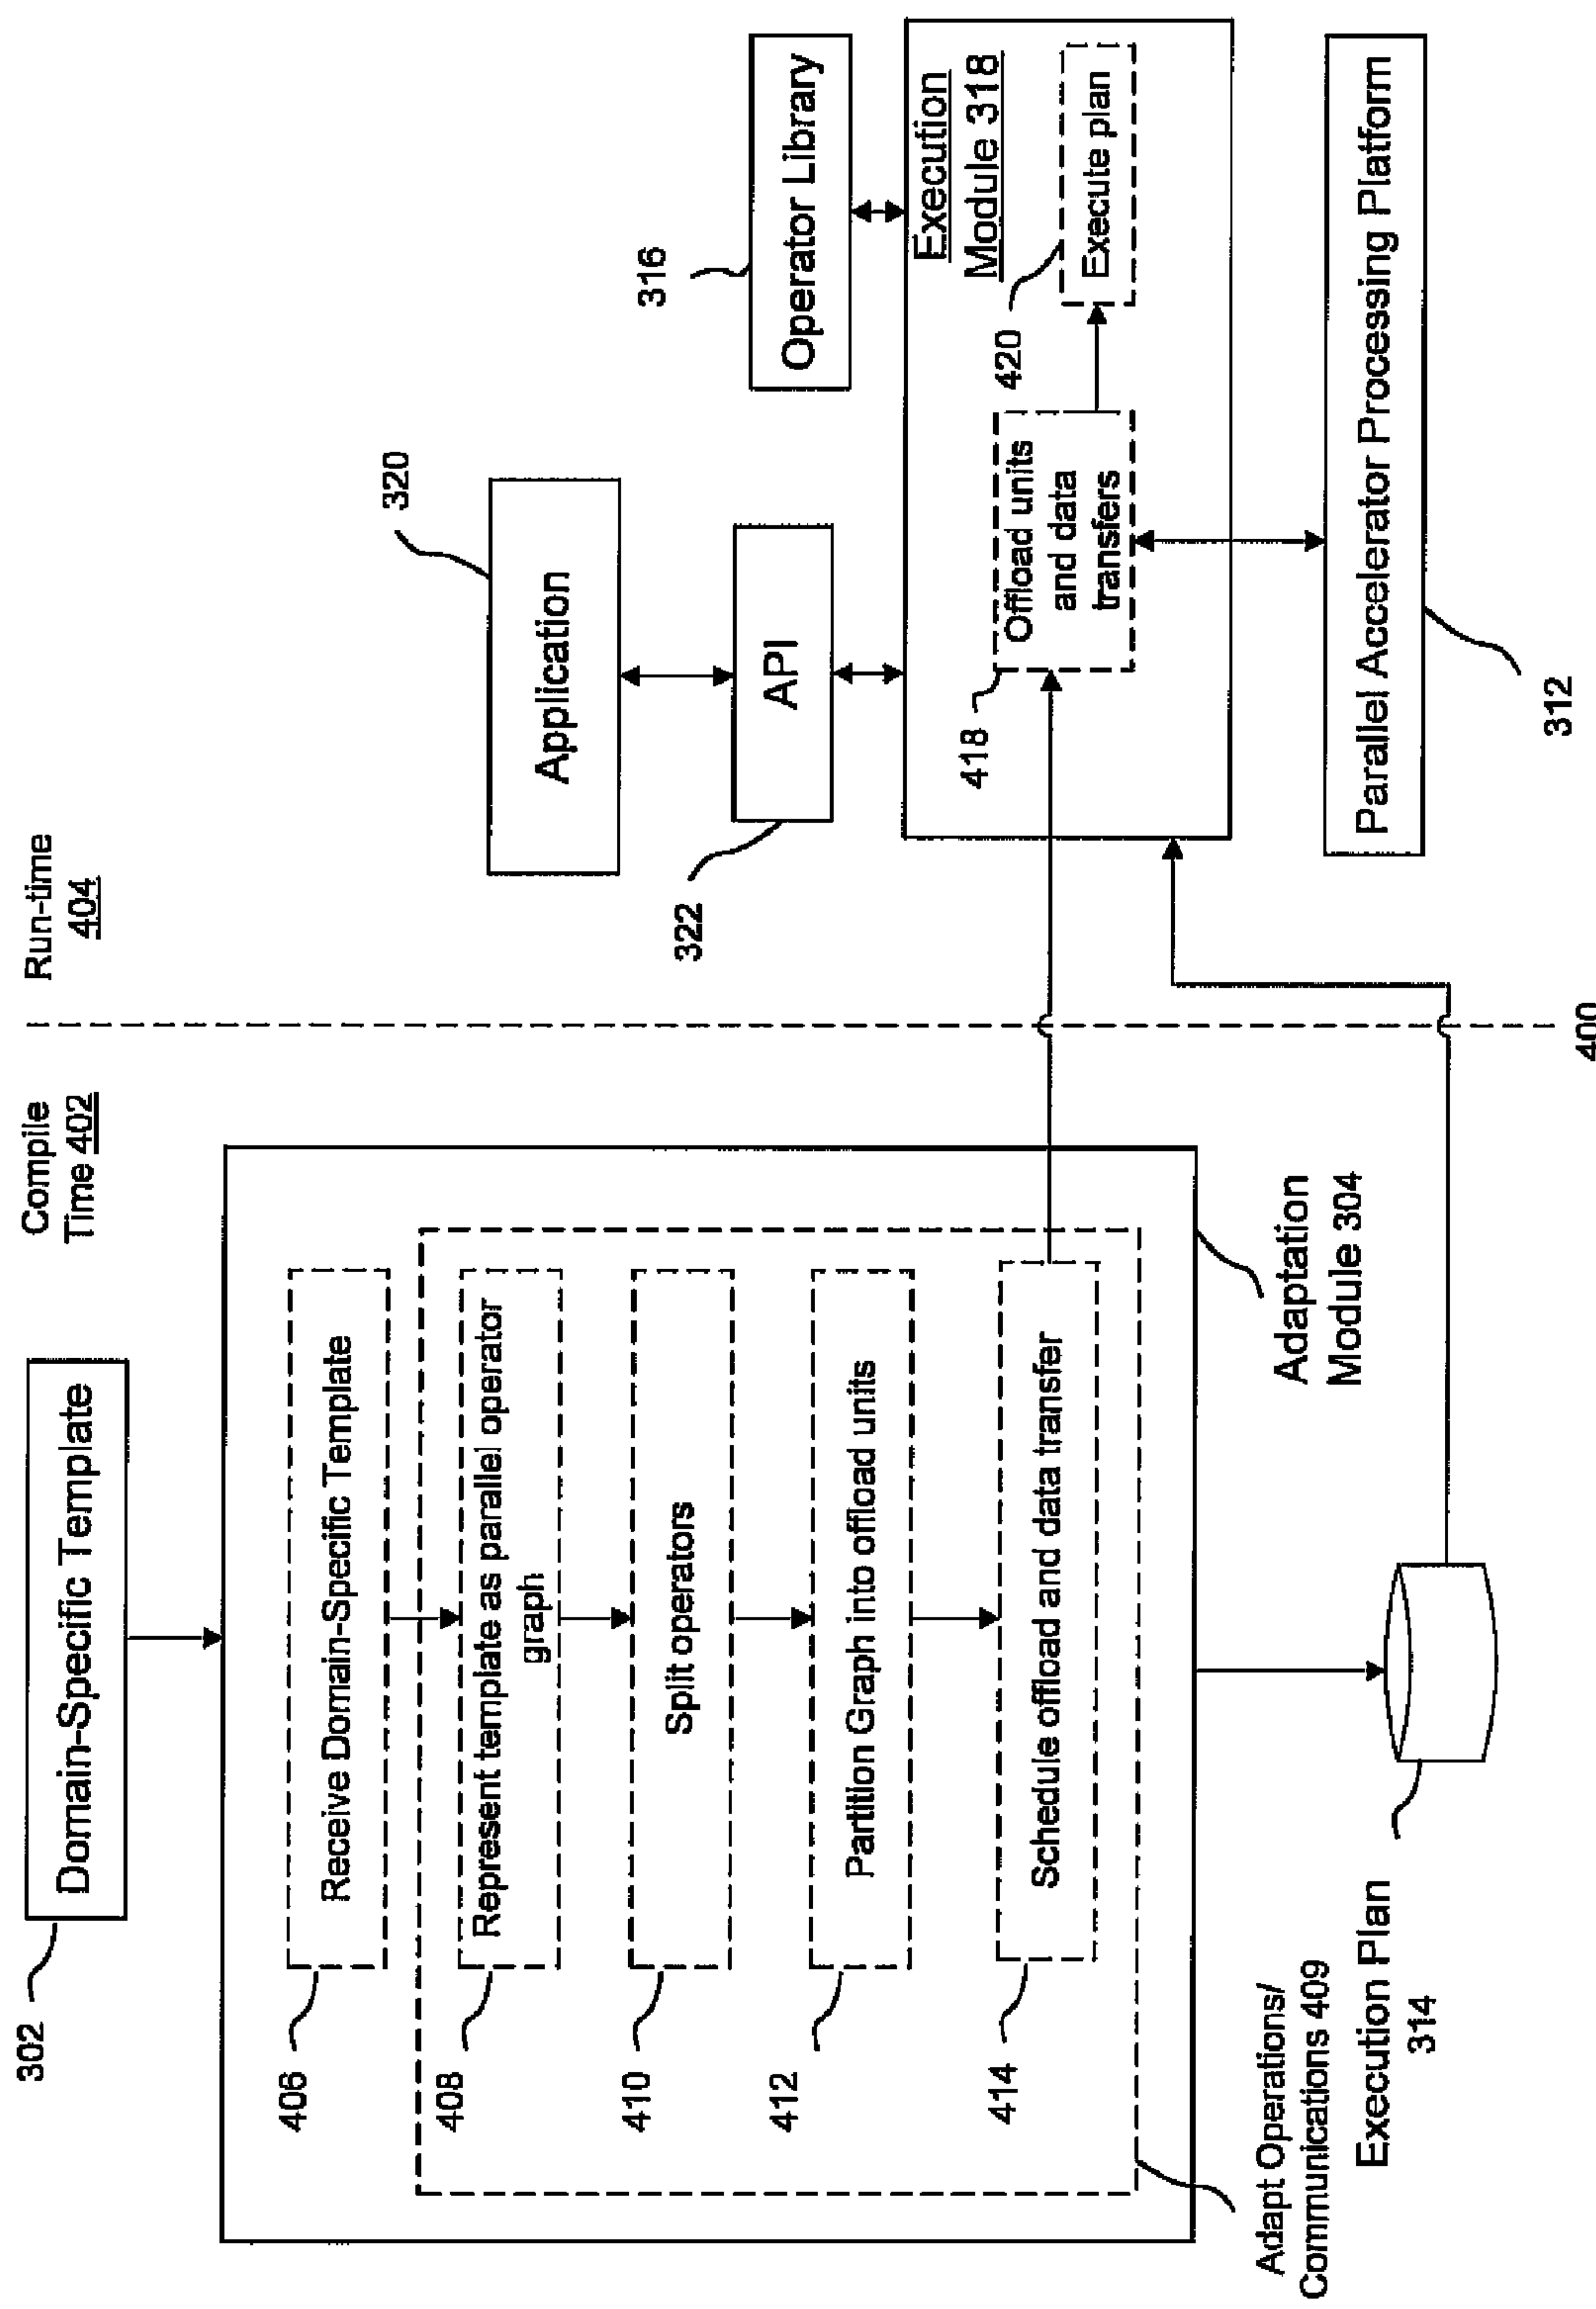 Compile
Time 402
Run-time
404
302
Domain-Specific Template
406
Receive Domain-Specific Template
408
Represent template as parallel operator
graph
410
Split operators
412
Partition Graph into offload units
414
Schedule offload and data transfer
Adapt Operations/
Communications 409
Adaptation
Module 304
Execution Plan
314
320
Application
322
API
316
Operator Library
Execution
Module 318
418
Offload units
and data
transfers
420
Execute plan
Parallel Accelerator Processing Platform
312
400